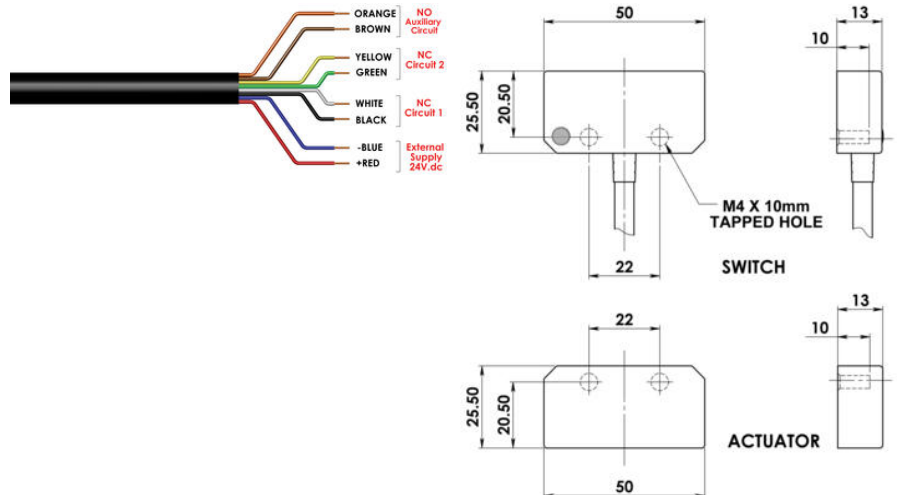 ORANGE
BROWN
NO
Auxiliary
Circuit
YELLOW
GREEN
NC
Circuit 2
WHITE
BLACK
NC
Circuit 1
-BLUE
+RED
External
Supply
24V.dc
50
13
10
25.50
20.50
M4 X 10mm
TAPPED HOLE
22
SWITCH
22
13
10
25.50
20.50
ACTUATOR
50